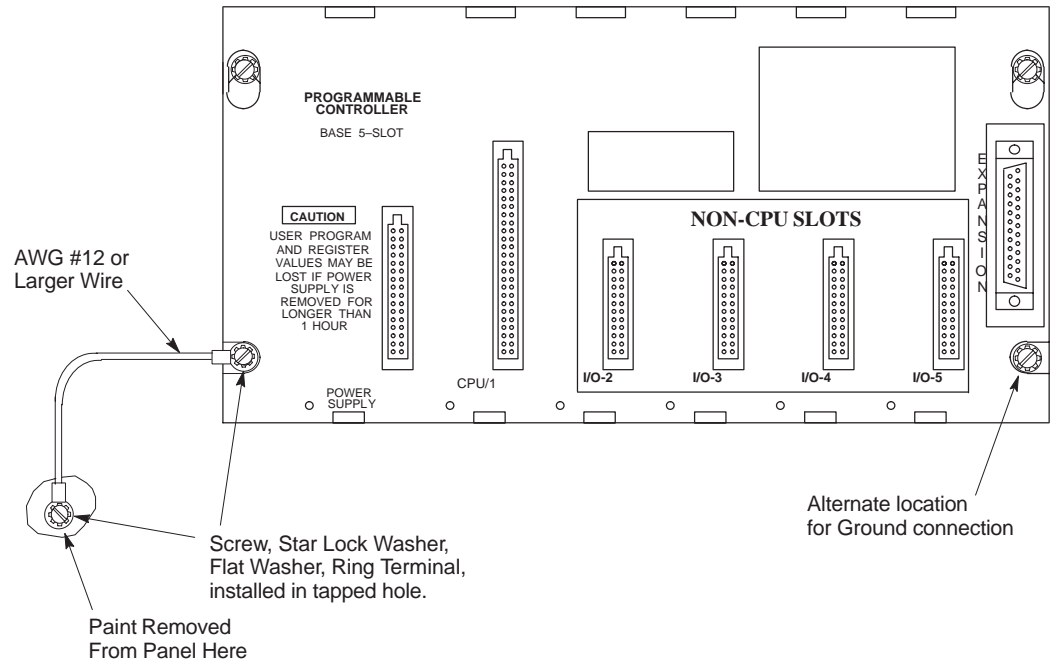 PROGRAMMABLE
CONTROLLER
BASE 5–SLOT
CAUTION
USER PROGRAM
AND REGISTER
VALUES MAY BE
LOST IF POWER
SUPPLY IS
REMOVED FOR
LONGER THAN
1 HOUR
POWER
SUPPLY
CPU/1
NON-CPU SLOTS
I/O-2
I/O-3
I/O-4
I/O-5
EXPANSION
AWG #12 or
Larger Wire
Screw, Star Lock Washer,
Flat Washer, Ring Terminal,
installed in tapped hole.
Paint Removed
From Panel Here
Alternate location
for Ground connection